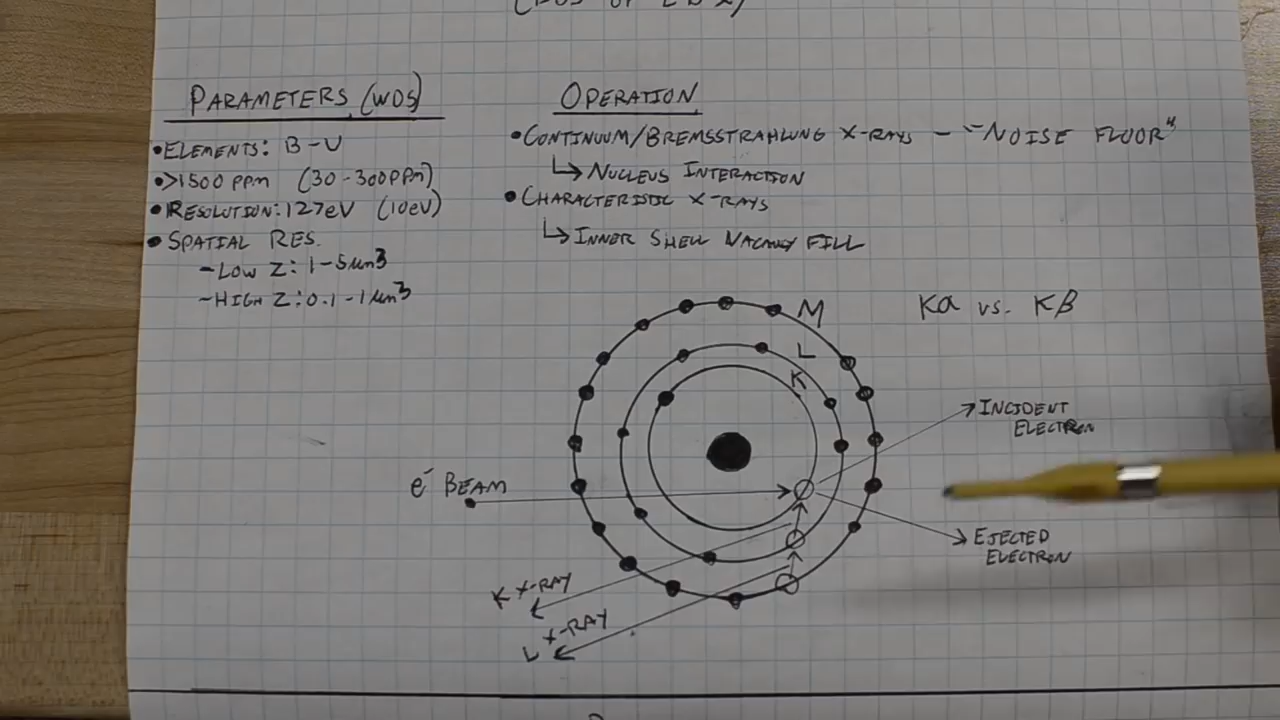 PARAMETERS (WDS)
•ELEMENTS: B-U
•>1500 ppm (30-300ppm)
•RESOLUTION: 127eV (10eV)
•SPATIAL RES.
-LOW Z: 1-5μm3
-HIGH Z: 0.1-1μm3
OPERATION
•CONTINUUM/BREMSSTRAHLUNG X-RAYS - "NOISE FLOOR"
↳ NUCLEUS INTERACTION
•CHARACTERISTIC X-RAYS
↳ INNER SHELL VACANCY FILL
Kα vs. Kβ
M
L
K
INCIDENT
ELECTRON
e- BEAM
EJECTED
ELECTRON
K X-RAY
L X-RAY